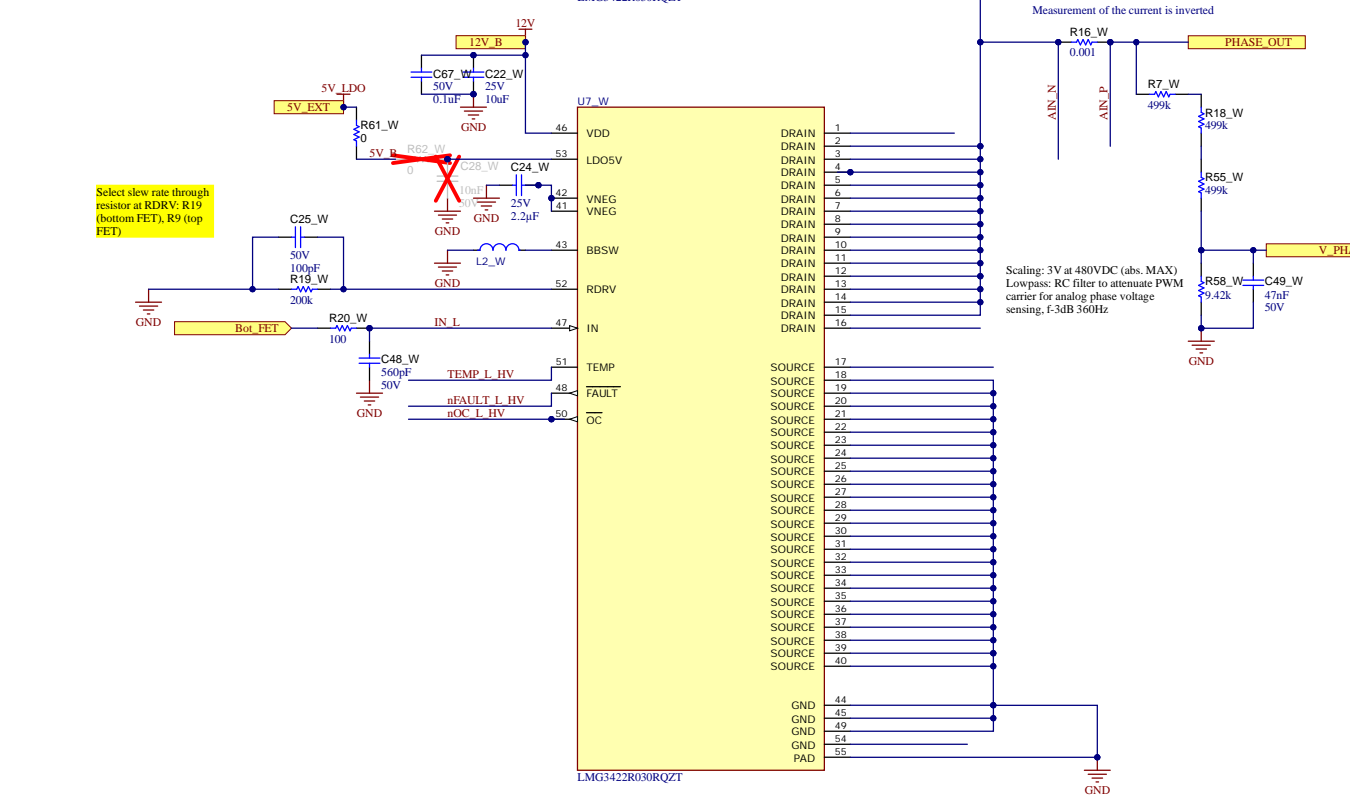 Measurement of the current is inverted
12V
12V_B
R16_W
0.001
PHASE_OUT
C67_W
50V
0.1uF
C22_W
25V
10uF
GND
5V_LDO
5V_EXT
R61_W
0
5V_B
R62_W
0
C28_W
10nF
50V
GND
GND
C24_W
25V
2.2µF
AIN_N
AIN_P
R7_W
499k
R18_W
499k
R55_W
499k
V_PHA
R58_W
9.42k
C49_W
47nF
50V
GND
Scaling: 3V at 480VDC (abs. MAX)
Lowpass: RC filter to attenuate PWM
carrier for analog phase voltage
sensing, f-3dB 360Hz
Select slew rate through
resistor at RDRV: R19
(bottom FET), R9 (top
FET)
C25_W
50V
100pF
R19_W
200k
GND
L2_W
GND
Bot_FET
R20_W
100
IN_L
C48_W
560pF
50V
GND
TEMP_L_HV
nFAULT_L_HV
nOC_L_HV
U7_W
46 VDD
53 LDO5V
42 VNEG
41 VNEG
43 BBSW
52 RDRV
47 IN
51 TEMP
48 FAULT
50 OC
DRAIN 1
DRAIN 2
DRAIN 3
DRAIN 4
DRAIN 5
DRAIN 6
DRAIN 7
DRAIN 8
DRAIN 9
DRAIN 10
DRAIN 11
DRAIN 12
DRAIN 13
DRAIN 14
DRAIN 15
DRAIN 16
SOURCE 17
SOURCE 18
SOURCE 19
SOURCE 20
SOURCE 21
SOURCE 22
SOURCE 23
SOURCE 24
SOURCE 25
SOURCE 26
SOURCE 27
SOURCE 28
SOURCE 29
SOURCE 30
SOURCE 31
SOURCE 32
SOURCE 33
SOURCE 34
SOURCE 35
SOURCE 36
SOURCE 37
SOURCE 38
SOURCE 39
SOURCE 40
GND 44
GND 45
GND 49
GND 54
PAD 55
GND
LMG3422R030RQZT